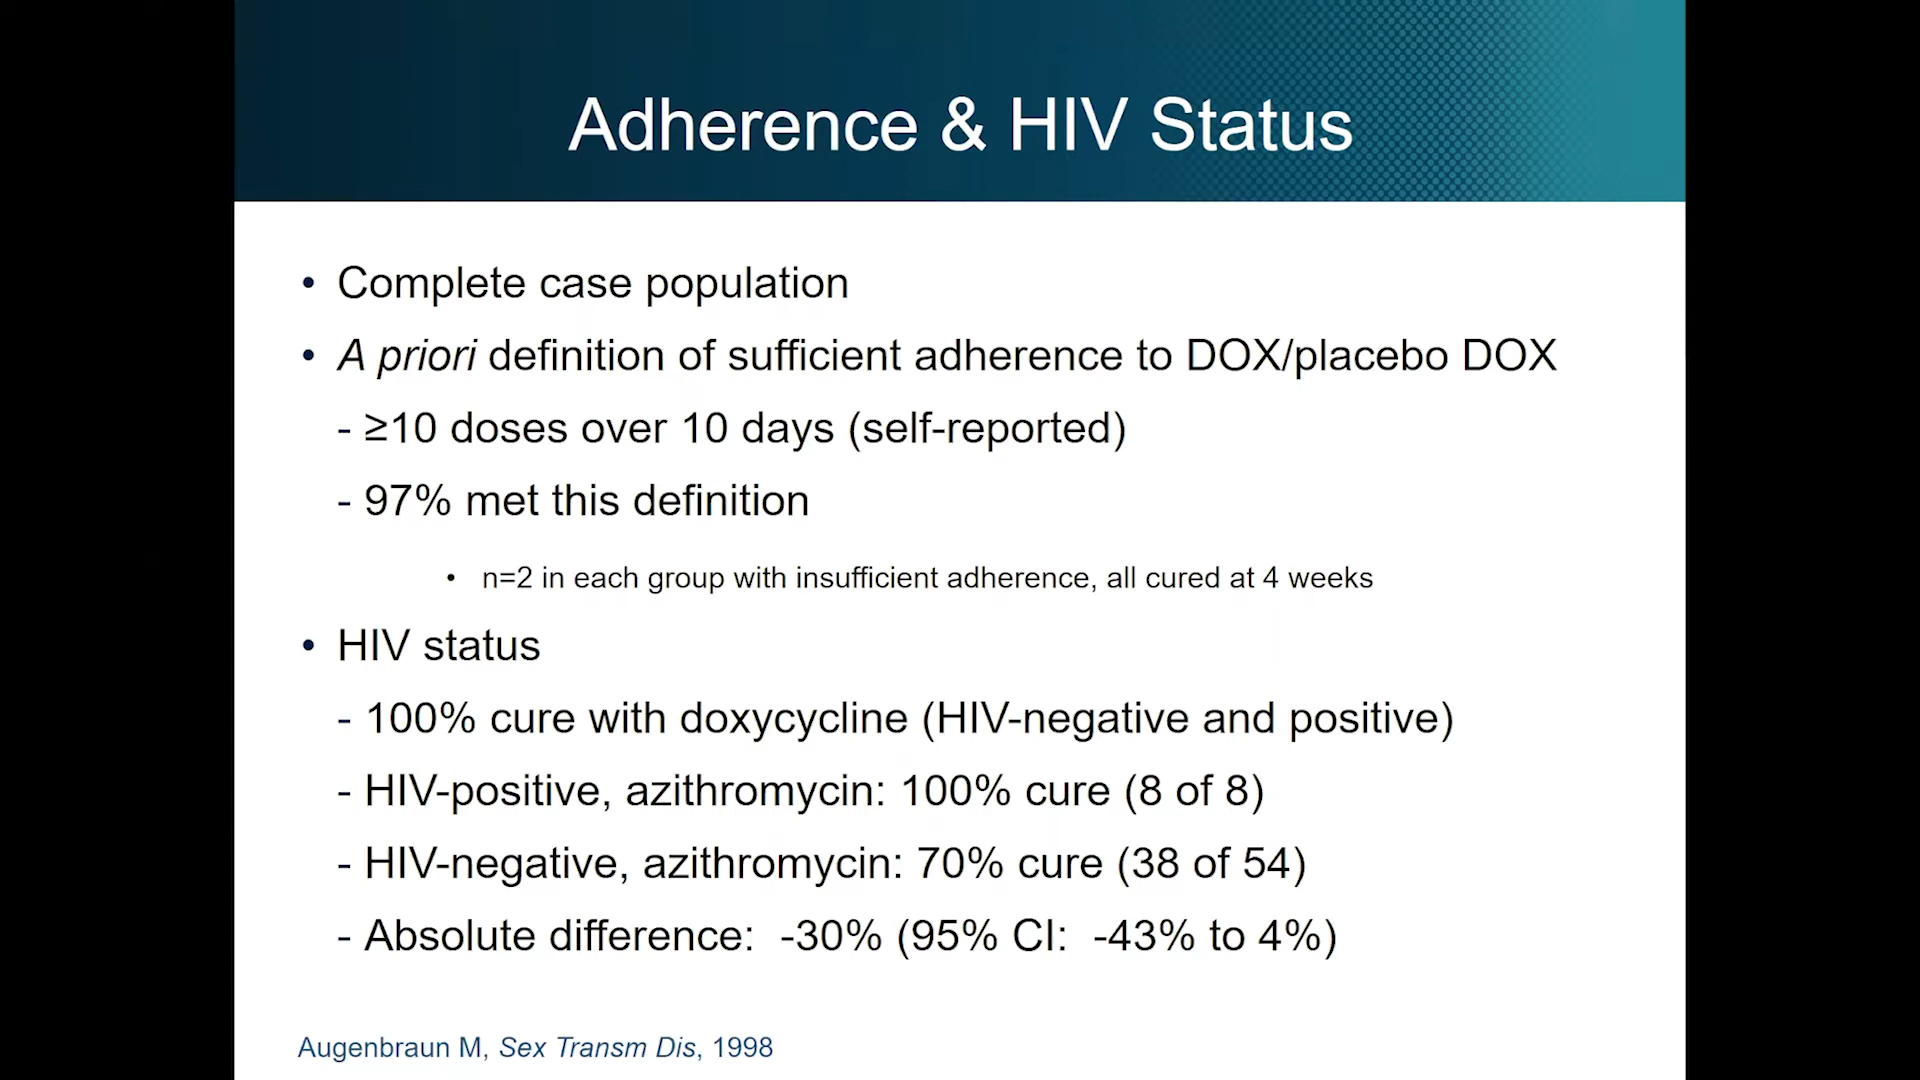 Adherence & HIV Status
• Complete case population
• A priori definition of sufficient adherence to DOX/placebo DOX
- ≥10 doses over 10 days (self-reported)
- 97% met this definition
• n=2 in each group with insufficient adherence, all cured at 4 weeks
• HIV status
- 100% cure with doxycycline (HIV-negative and positive)
- HIV-positive, azithromycin: 100% cure (8 of 8)
- HIV-negative, azithromycin: 70% cure (38 of 54)
- Absolute difference: -30% (95% CI: -43% to 4%)
Augenbraun M, Sex Transm Dis, 1998